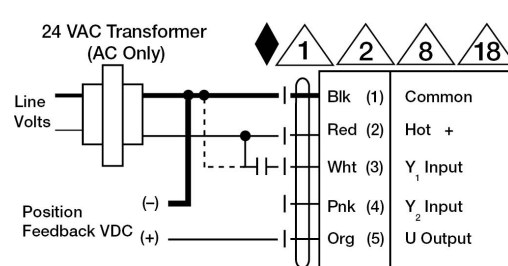 24 VAC Transformer
(AC Only)
1 2 8 18
Line
Volts
Blk (1) Common
Red (2) Hot +
Wht (3) Y1 Input
Pnk (4) Y2 Input
Org (5) U Output
Position
Feedback VDC
(–)
(+)